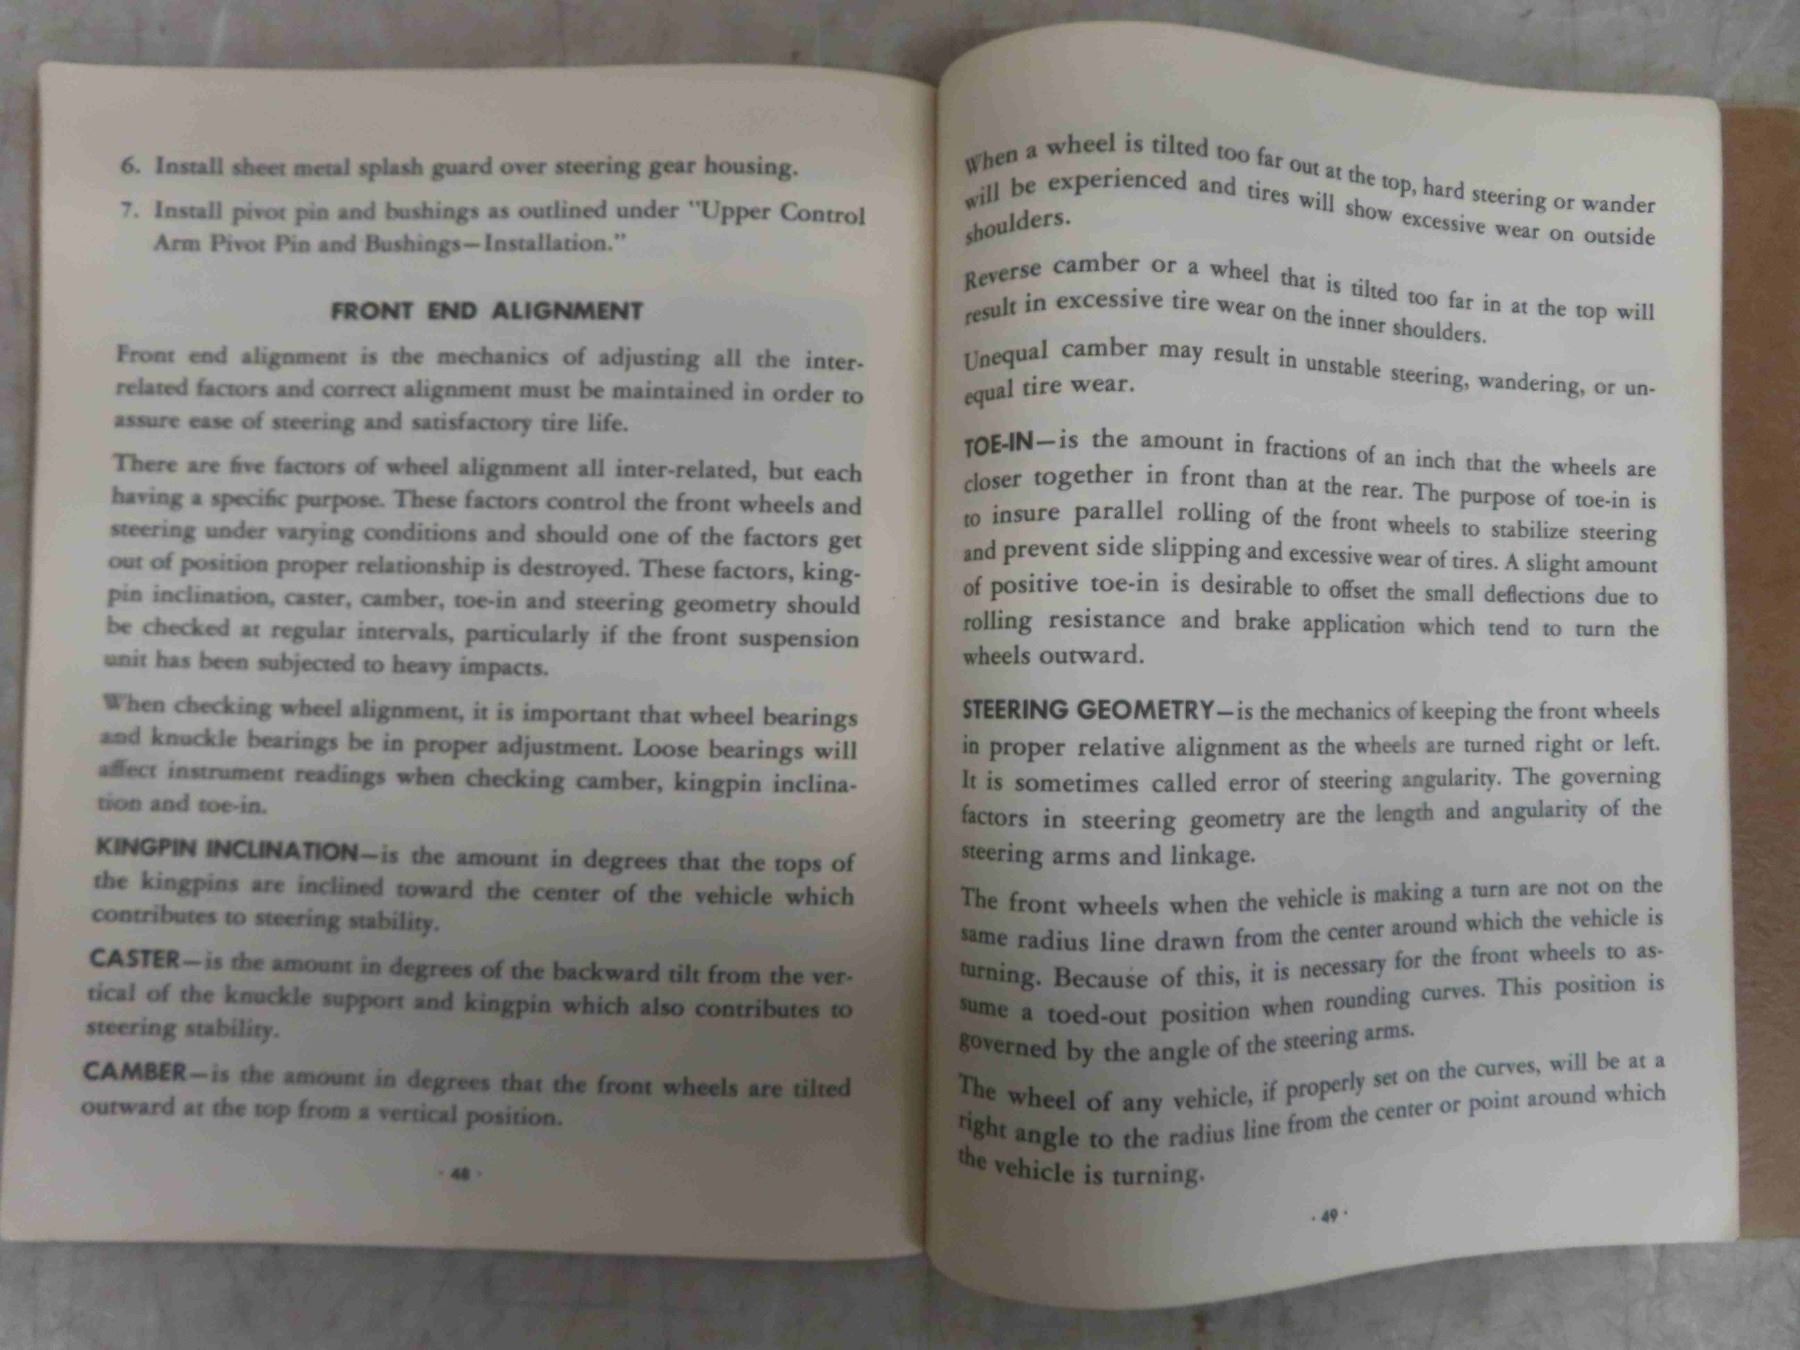 6. Install sheet metal splash guard over steering gear housing.
7. Install pivot pin and bushings as outlined under "Upper Control
Arm Pivot Pin and Bushings—Installation."
FRONT END ALIGNMENT
Front end alignment is the mechanics of adjusting all the inter-
related factors and correct alignment must be maintained in order to
assure ease of steering and satisfactory tire life.
There are five factors of wheel alignment all inter-related, but each
having a specific purpose. These factors control the front wheels and
steering under varying conditions and should one of the factors get
out of position proper relationship is destroyed. These factors, king-
pin inclination, caster, camber, toe-in and steering geometry should
be checked at regular intervals, particularly if the front suspension
unit has been subjected to heavy impacts.
When checking wheel alignment, it is important that wheel bearings
and knuckle bearings be in proper adjustment. Loose bearings will
affect instrument readings when checking camber, kingpin inclina-
tion and toe-in.
KINGPIN INCLINATION—is the amount in degrees that the tops of
the kingpins are inclined toward the center of the vehicle which
contributes to steering stability.
CASTER—is the amount in degrees of the backward tilt from the ver-
tical of the knuckle support and kingpin which also contributes to
steering stability.
CAMBER—is the amount in degrees that the front wheels are tilted
outward at the top from a vertical position.
· 48 ·
When a wheel is tilted too far out at the top, hard steering or wander
will be experienced and tires will show excessive wear on outside
shoulders.
Reverse camber or a wheel that is tilted too far in at the top will
result in excessive tire wear on the inner shoulders.
Unequal camber may result in unstable steering, wandering, or un-
equal tire wear.
TOE-IN—is the amount in fractions of an inch that the wheels are
closer together in front than at the rear. The purpose of toe-in is
to insure parallel rolling of the front wheels to stabilize steering
and prevent side slipping and excessive wear of tires. A slight amount
of positive toe-in is desirable to offset the small deflections due to
rolling resistance and brake application which tend to turn the
wheels outward.
STEERING GEOMETRY—is the mechanics of keeping the front wheels
in proper relative alignment as the wheels are turned right or left.
It is sometimes called error of steering angularity. The governing
factors in steering geometry are the length and angularity of the
steering arms and linkage.
The front wheels when the vehicle is making a turn are not on the
same radius line drawn from the center around which the vehicle is
turning. Because of this, it is necessary for the front wheels to as-
sume a toed-out position when rounding curves. This position is
governed by the angle of the steering arms.
The wheel of any vehicle, if properly set on the curves, will be at a
right angle to the radius line from the center or point around which
the vehicle is turning.
· 49 ·